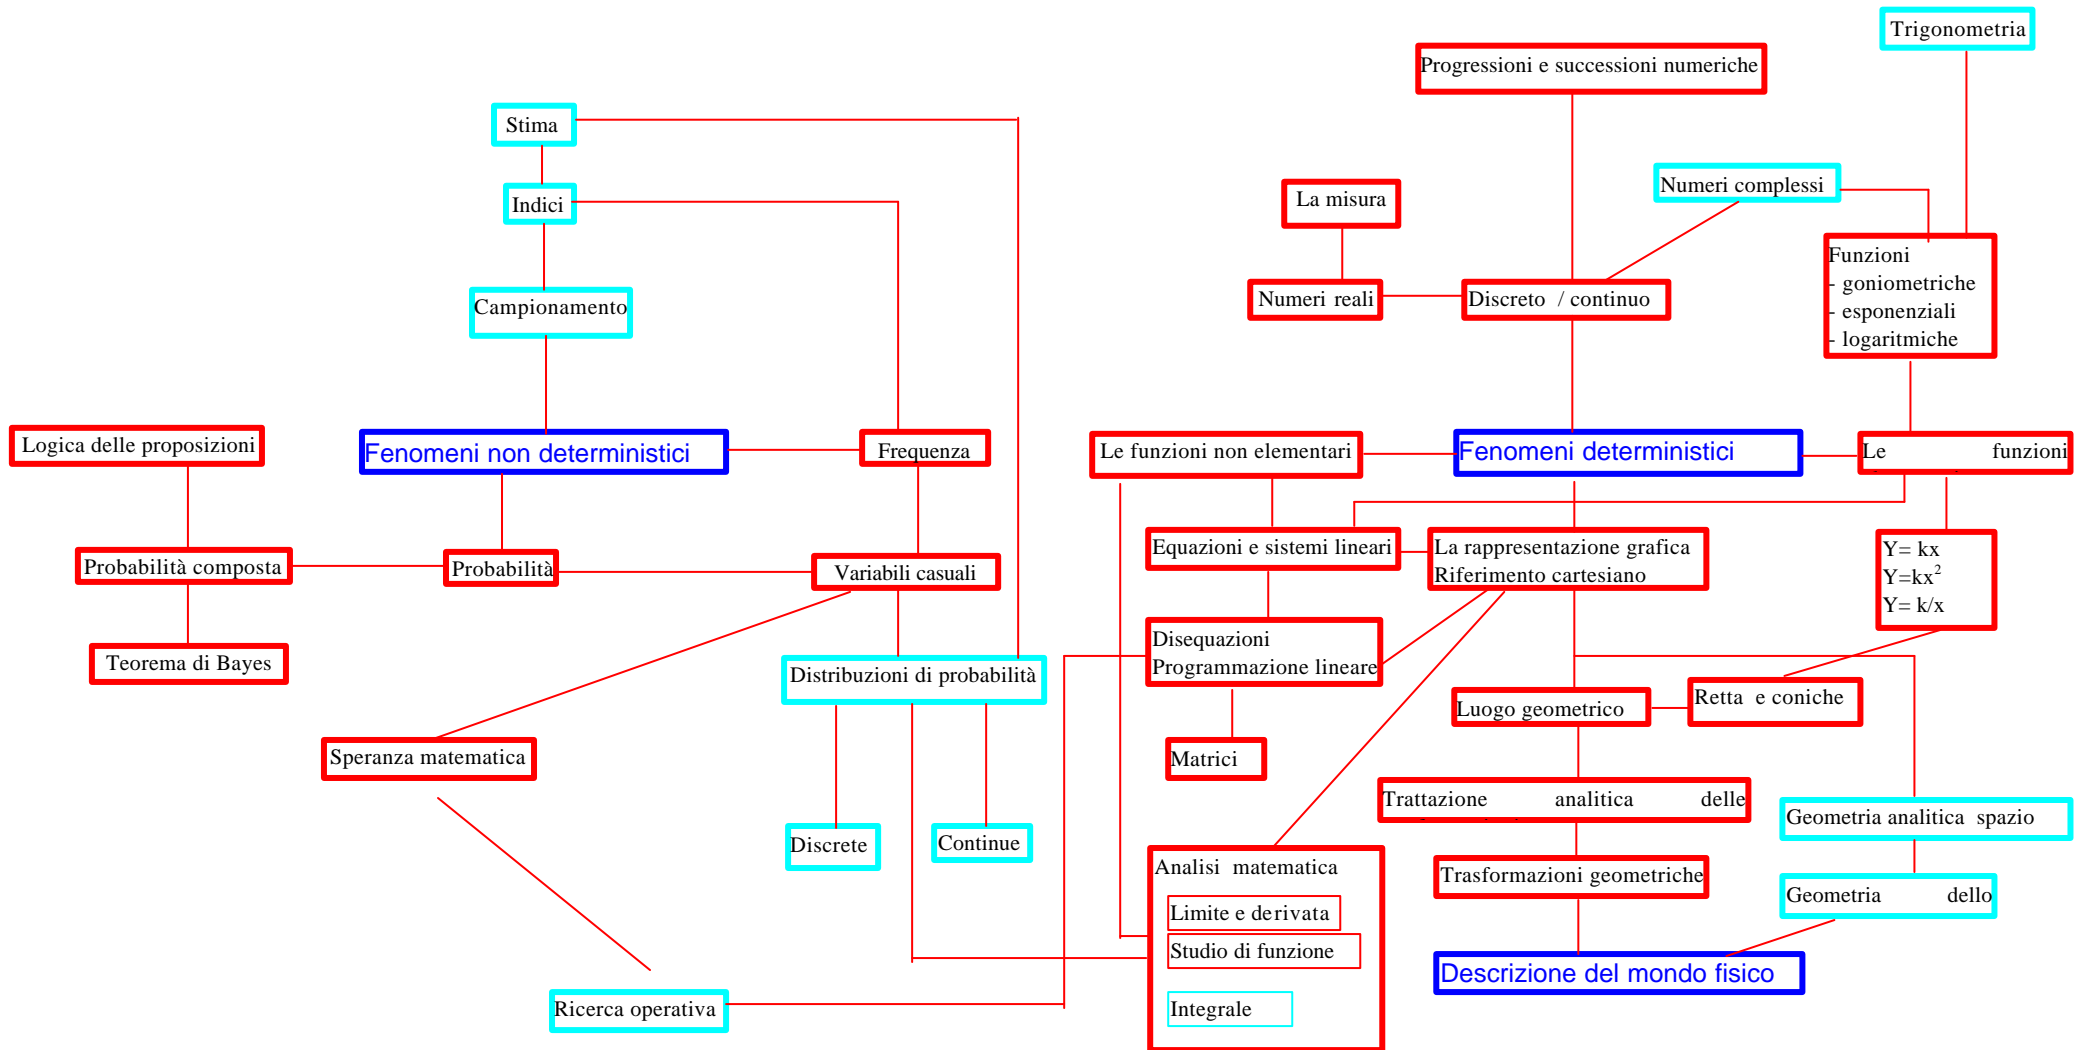 Trigonometria
Progressioni e successioni numeriche
Stima
Numeri complessi
La misura
Indici
Funzioni
- goniometriche
- esponenziali
- logaritmiche
Numeri reali
Discreto / continuo
Campionamento
Logica delle proposizioni
Fenomeni non deterministici
Frequenza
Le funzioni non elementari
Fenomeni deterministici
Le funzioni
Equazioni e sistemi lineari
La rappresentazione grafica
Riferimento cartesiano
Y= kx
Y=kx²
Y= k/x
Probabilità composta
Probabilità
Variabili casuali
Disequazioni
Programmazione lineare
Teorema di Bayes
Distribuzioni di probabilità
Luogo geometrico
Retta e coniche
Speranza matematica
Matrici
Trattazione analitica delle
Geometria analitica spazio
Discrete
Continue
Analisi matematica
Limite e derivata
Studio di funzione
Integrale
Trasformazioni geometriche
Geometria dello
Descrizione del mondo fisico
Ricerca operativa